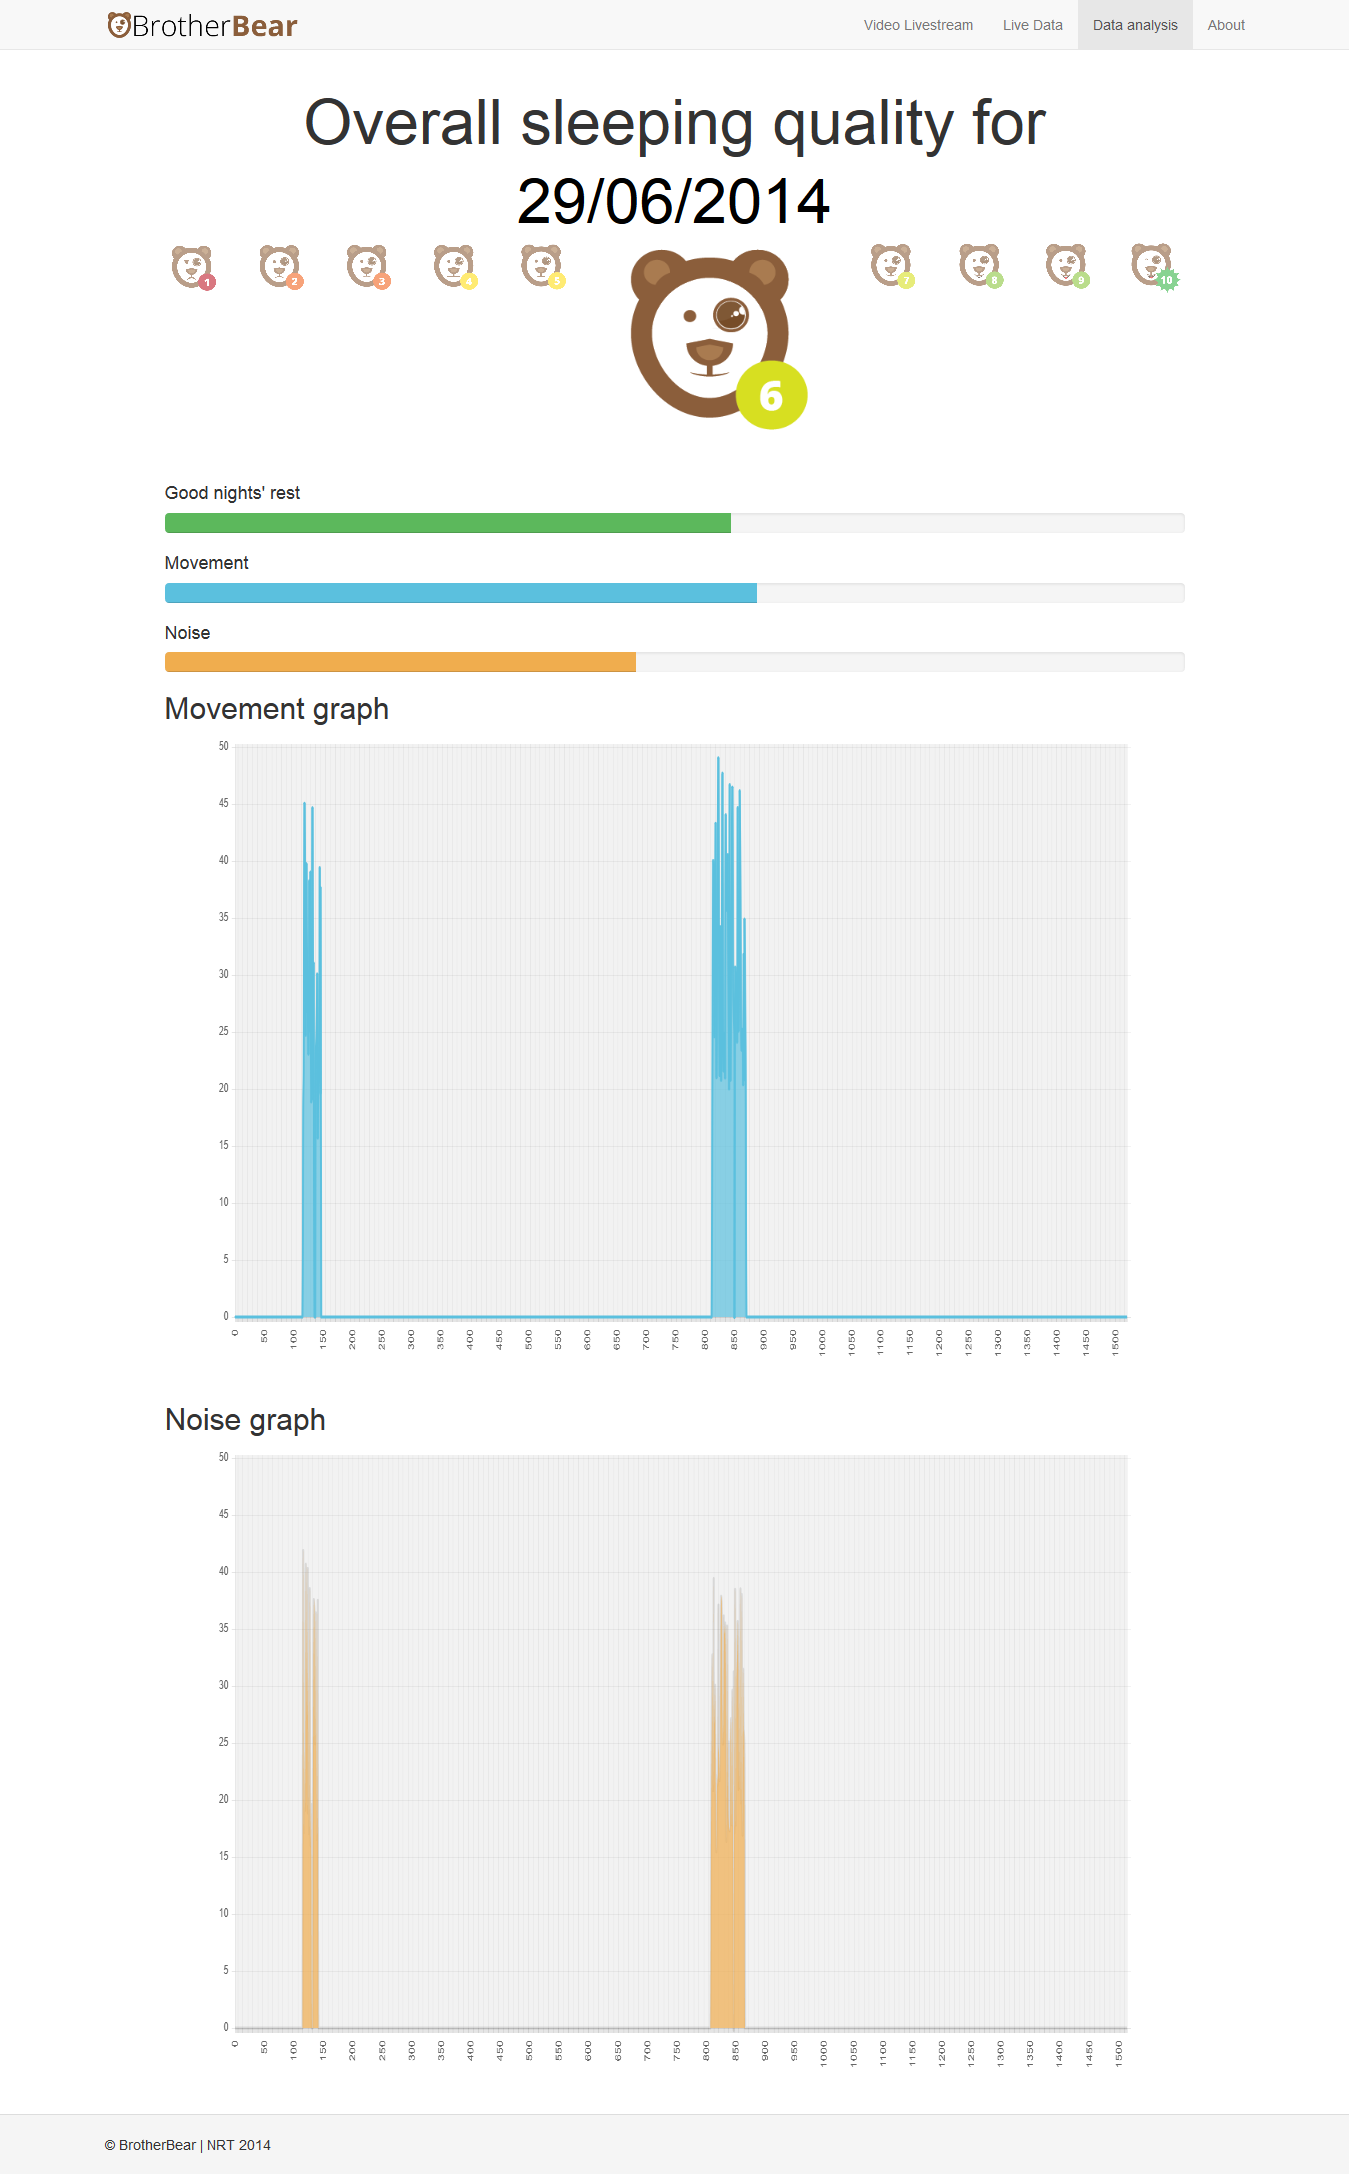 BrotherBear
Video Livestream Live Data Data analysis About
Overall sleeping quality for
29/06/2014
1 2 3 4 5 6 7 8 9 10
Good nights' rest
Movement
Noise
Movement graph
50
45
40
35
30
25
20
15
10
5
0
0 50 100 150 200 250 300 350 400 450 500 550 600 650 700 750 800 850 900 950 1000 1050 1100 1150 1200 1250 1300 1350 1400 1450 1500
Noise graph
50
45
40
35
30
25
20
15
10
5
0
0 50 100 150 200 250 300 350 400 450 500 550 600 650 700 750 800 850 900 950 1000 1050 1100 1150 1200 1250 1300 1350 1400 1450 1500
© BrotherBear | NRT 2014